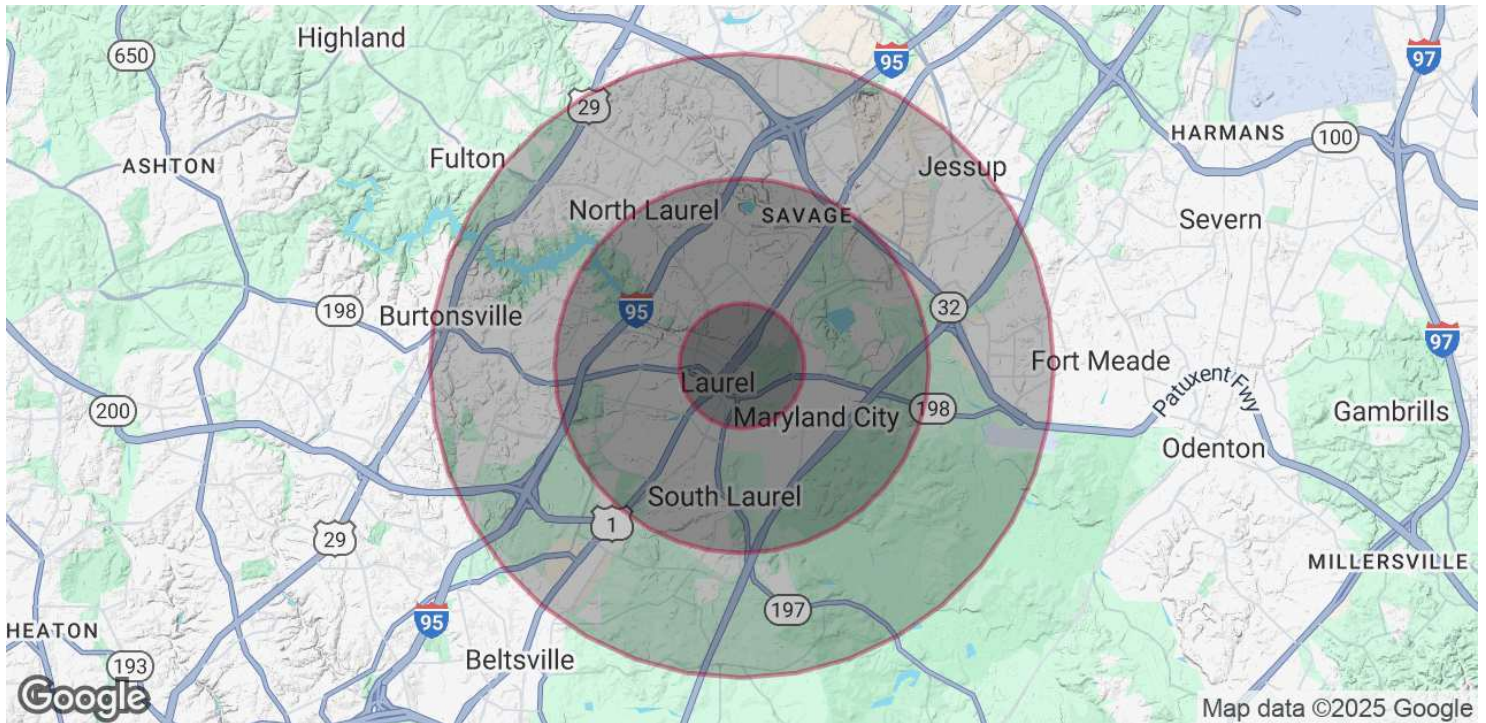 Highland
650
95
97
29
HARMANS
100
ASHTON
Fulton
Jessup
North Laurel
SAVAGE
Severn
95
32
198
Burtonsville
97
Fort Meade
Laurel
200
198
Patuxent Fwy
Maryland City
Gambrills
Odenton
South Laurel
1
29
MILLERSVILLE
197
95
HEATON
193
Beltsville
Google
Map data ©2025 Google